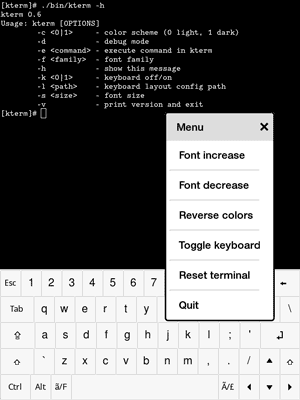 [kterm]# ./bin/kterm -h
kterm 0.6
Usage: kterm [OPTIONS]
-c <0|1> - color scheme (0 light, 1 dark)
-d - debug mode
-e <command> - execute command in kterm
-f <family> - font family
-h - show this message
-k <0|1> - keyboard off/on
-l <path> - keyboard layout config path
-s <size> - font size
-v - print version and exit
[kterm]#
Menu ×
Font increase
Font decrease
Reverse colors
Toggle keyboard
Reset terminal
Quit
Esc 1 2 3 4 5 6 7
Tab q w e r t y \
a s d f g h j k l ; '
` z x c v b n m , . /
Ctrl Alt ã/F Ã/£